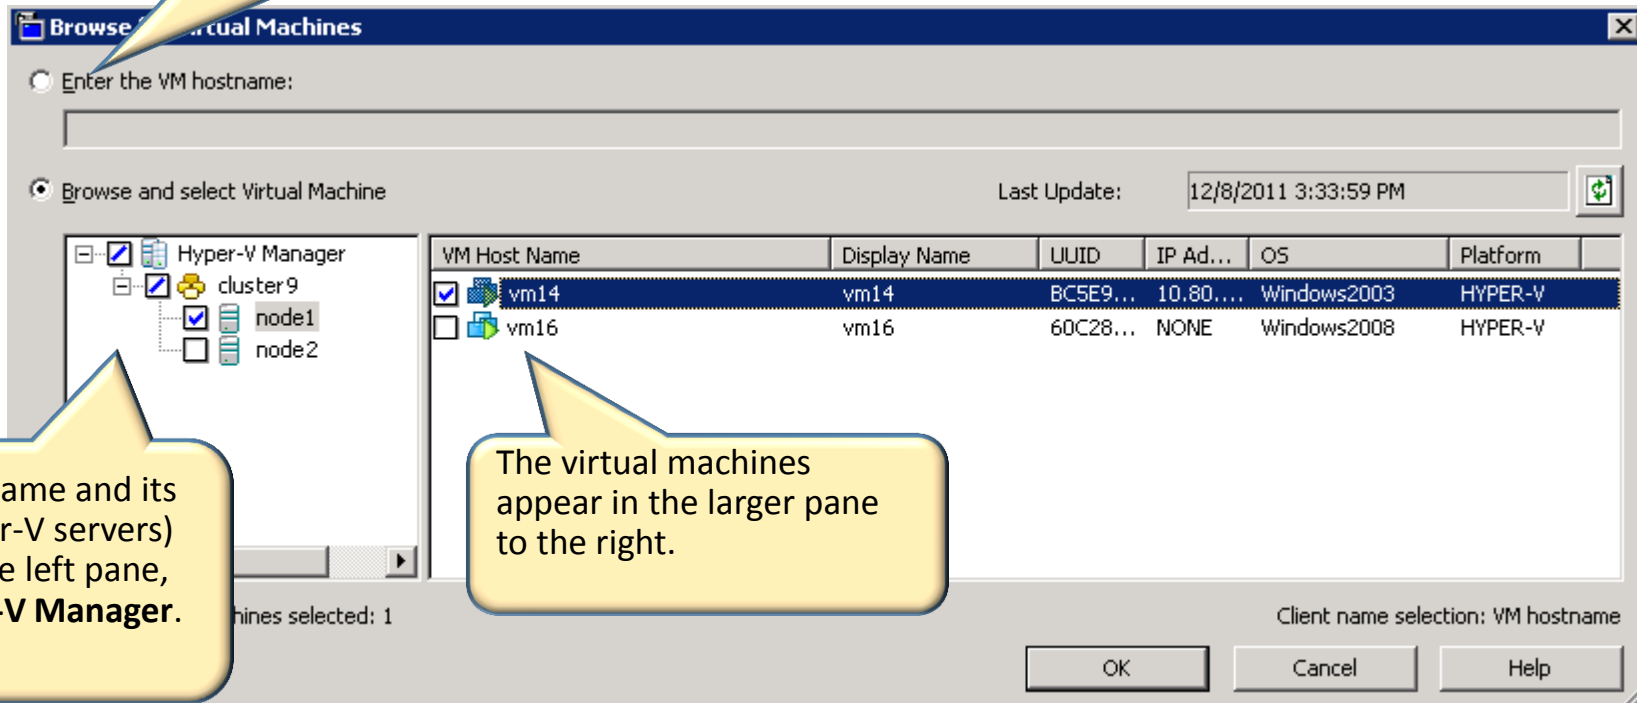 Browse Virtual Machines
Enter the VM hostname:
Browse and select Virtual Machine
Last Update:
12/8/2011 3:33:59 PM
Hyper-V Manager
cluster9
node1
node2
VM Host Name Display Name UUID IP Ad... OS Platform
vm14 vm14 BC5E9... 10.80.... Windows2003 HYPER-V
vm16 vm16 60C28... NONE Windows2008 HYPER-V
The virtual machines
appear in the larger pane
to the right.
ame and its
r-V servers)
e left pane,
-V Manager.
hines selected: 1
Client name selection: VM hostname
OK Cancel Help